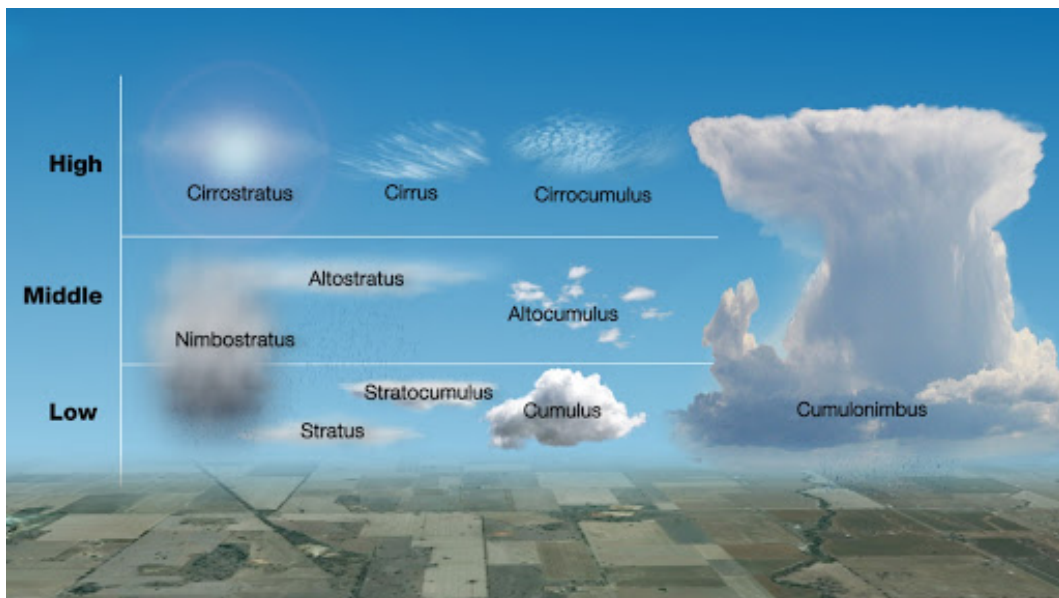 High
Cirrostratus
Cirrus
Cirrocumulus
Middle
Altostratus
Altocumulus
Nimbostratus
Low
Stratocumulus
Cumulus
Cumulonimbus
Stratus